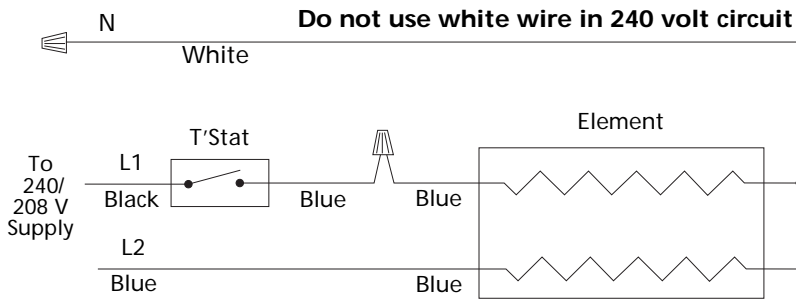 N
Do not use white wire in 240 volt circuit
White
T'Stat
Element
To
240/
208 V
Supply
L1
Black
Blue
Blue
L2
Blue
Blue